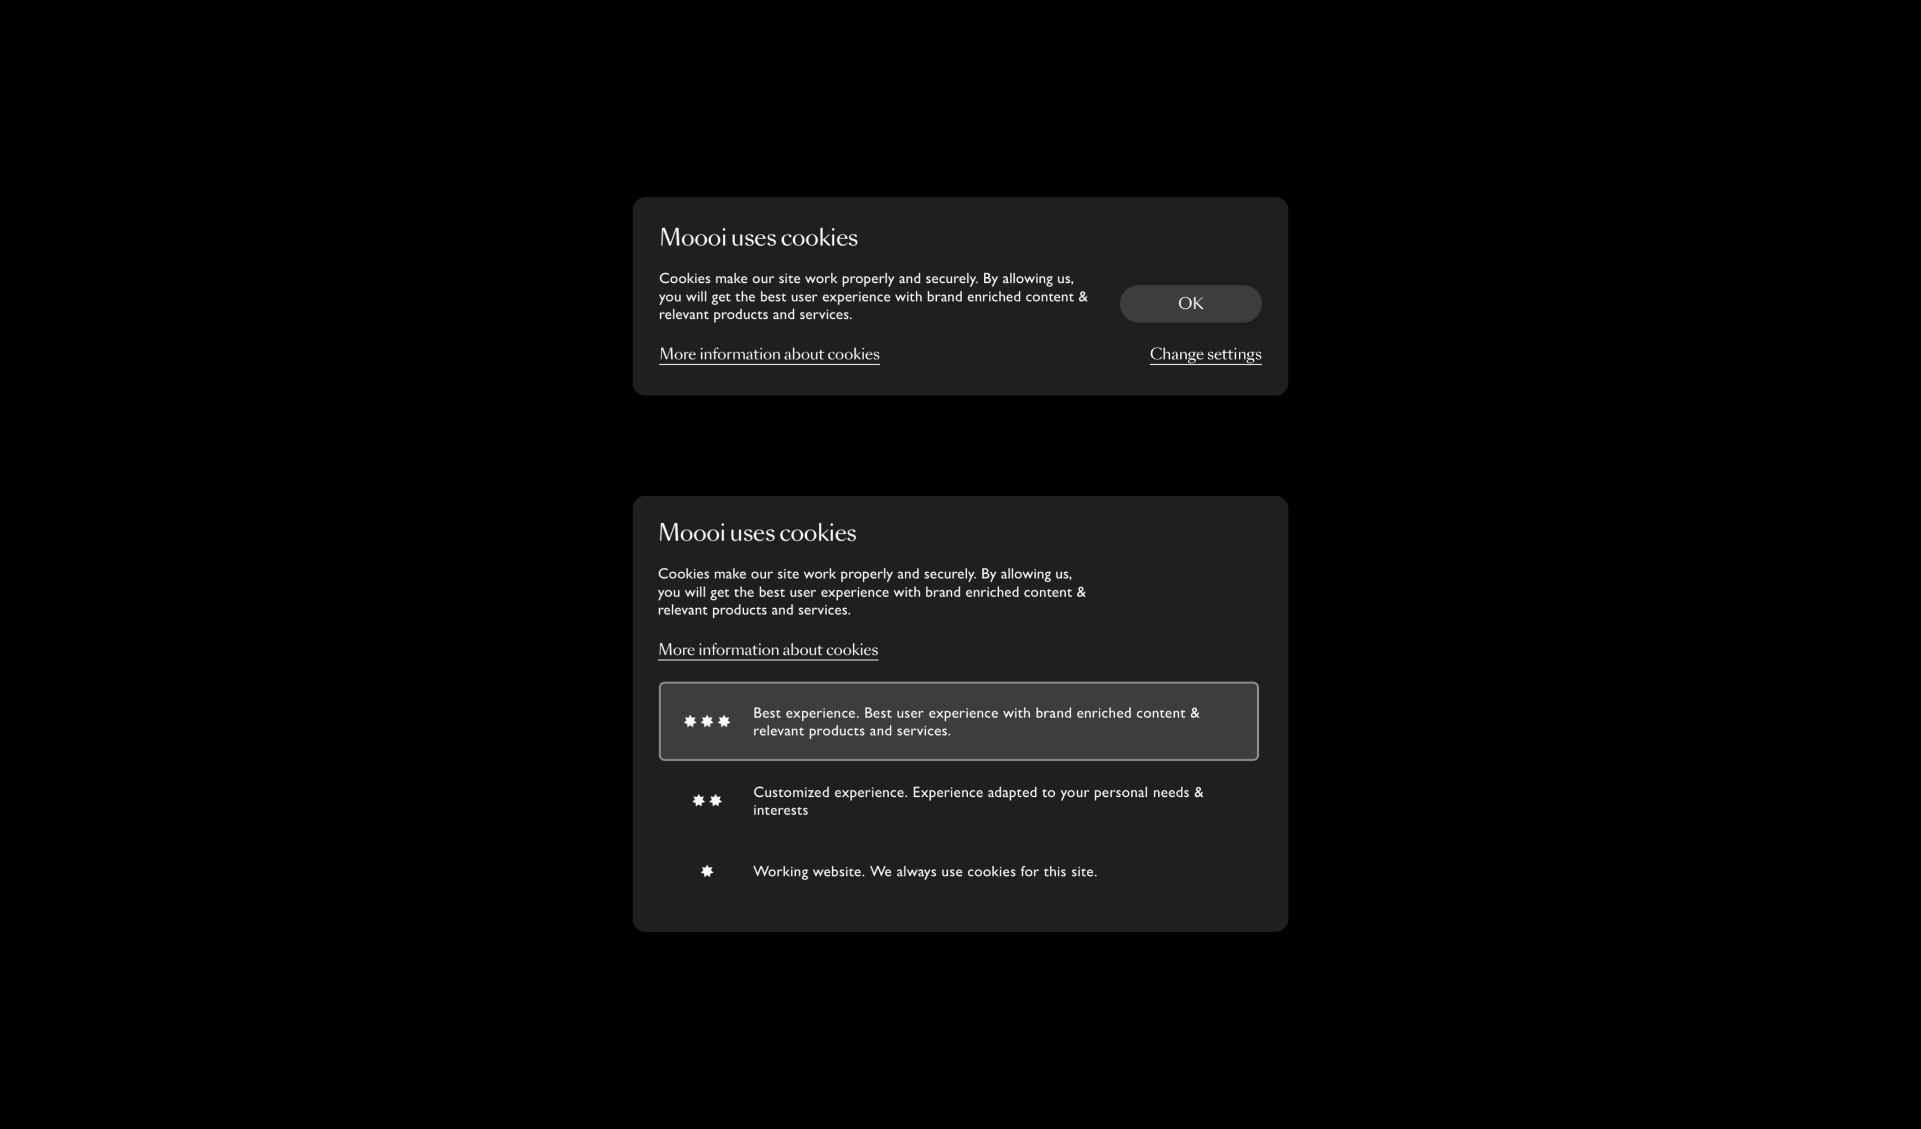 Moooi uses cookies
Cookies make our site work properly and securely. By allowing us,
you will get the best user experience with brand enriched content &
relevant products and services.
OK
More information about cookies
Change settings
Moooi uses cookies
Cookies make our site work properly and securely. By allowing us,
you will get the best user experience with brand enriched content &
relevant products and services.
More information about cookies
Best experience. Best user experience with brand enriched content &
relevant products and services.
Customized experience. Experience adapted to your personal needs &
interests
Working website. We always use cookies for this site.